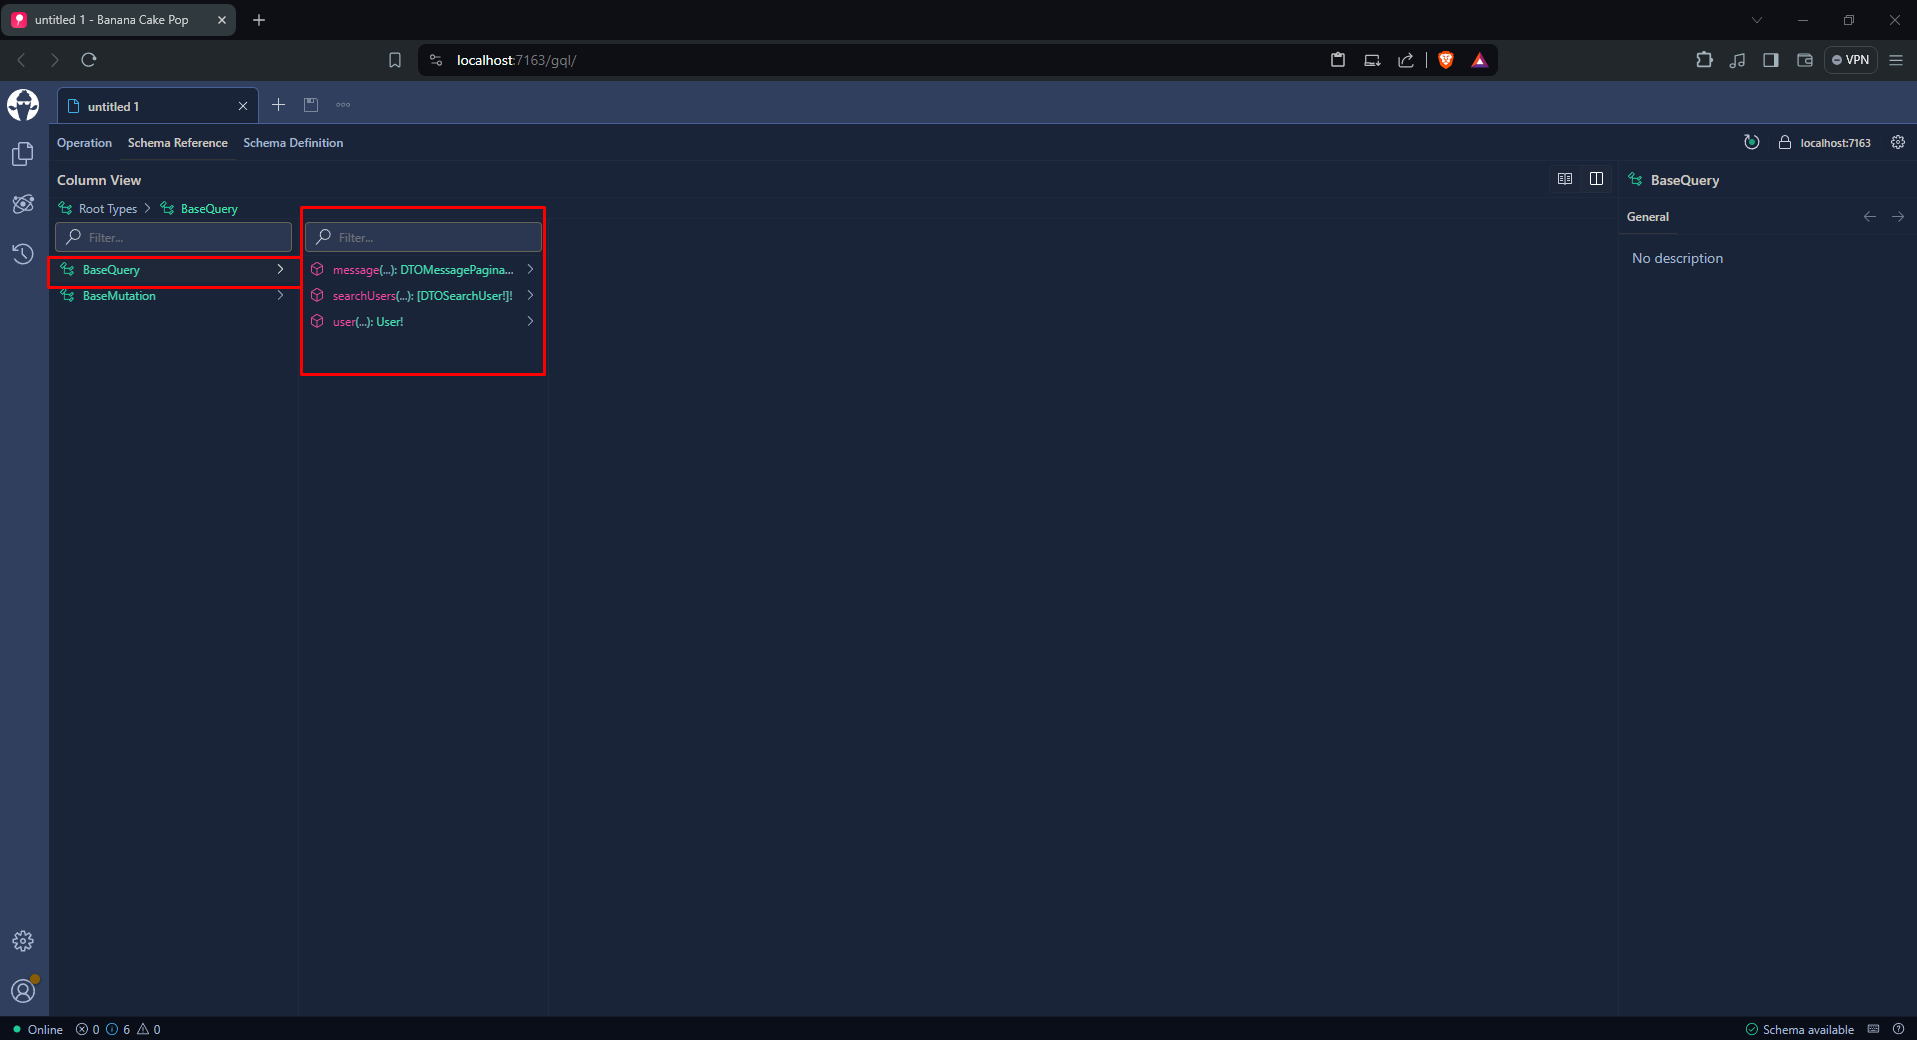 untitled 1 - Banana Cake Pop
localhost:7163/gql/
VPN
untitled 1
Operation Schema Reference Schema Definition
localhost:7163
Column View
BaseQuery
Root Types > BaseQuery
General
Filter...
Filter...
No description
BaseQuery
message(...): DTOMessagePagina...
BaseMutation
searchUsers(...): [DTOSearchUser!]!
user(...): User!
Online 0 6 0
Schema available